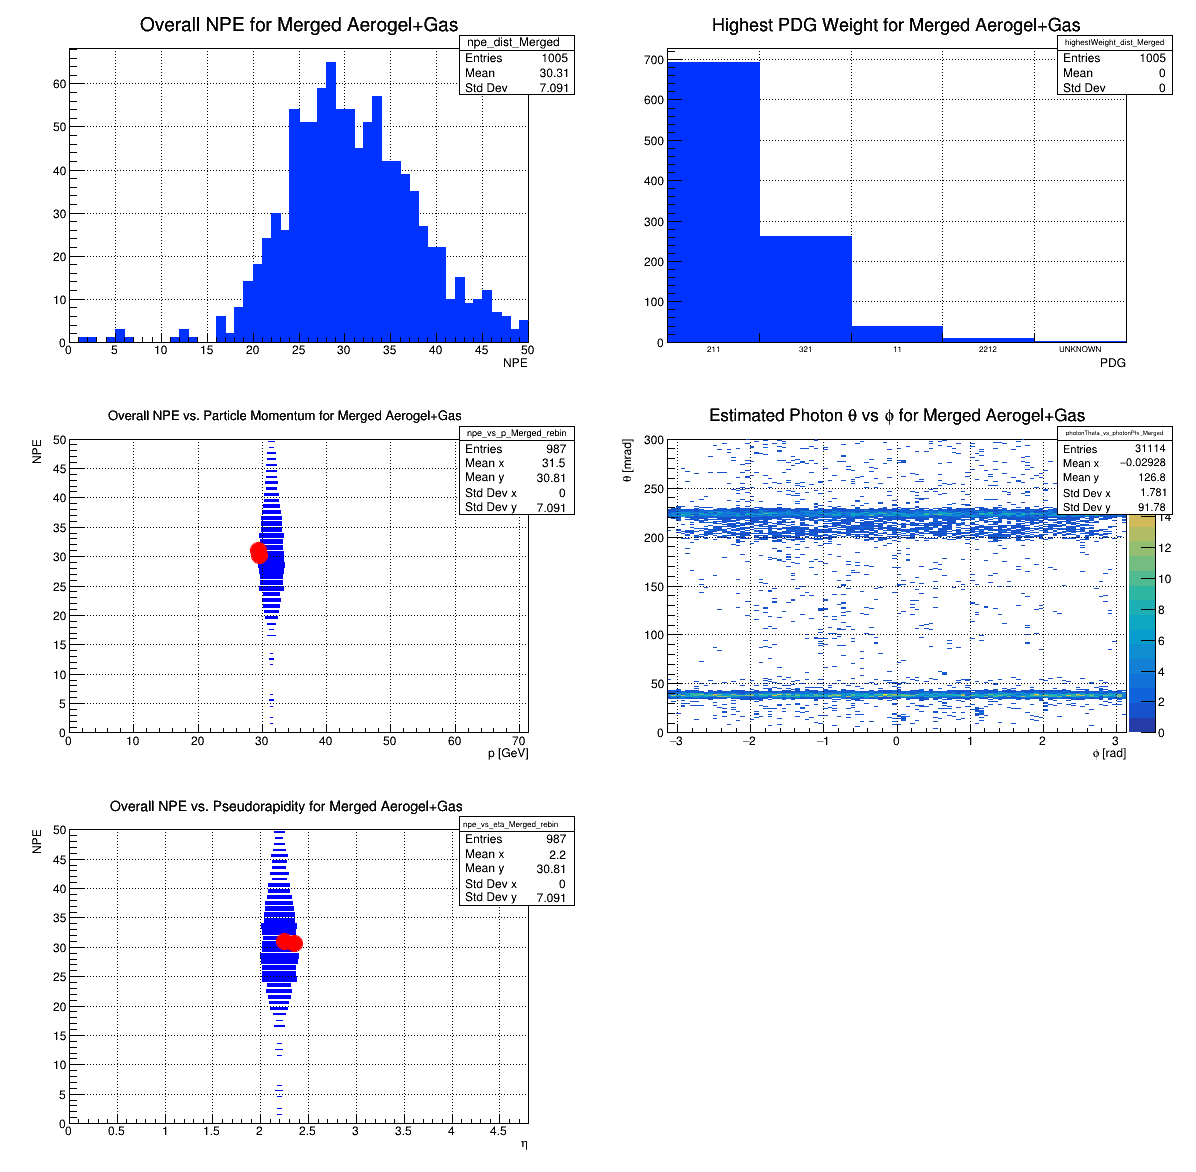 Overall NPE for Merged Aerogel+Gas
npe_dist_Merged
Entries 1005
Mean 30.31
Std Dev 7.091
60
50
40
30
20
10
0
0 5 10 15 20 25 30 35 40 45 50
NPE
Highest PDG Weight for Merged Aerogel+Gas
highestWeight_dist_Merged
Entries 1005
Mean 0
Std Dev 0
700
600
500
400
300
200
100
0
211 321 11 2212 UNKNOWN
PDG
Overall NPE vs. Particle Momentum for Merged Aerogel+Gas
npe_vs_p_Merged_rebin
Entries 987
Mean x 31.5
Mean y 30.81
Std Dev x 0
Std Dev y 7.091
NPE
50
45
40
35
30
25
20
15
10
5
0
0 10 20 30 40 50 60 70
p [GeV]
Estimated Photon θ vs ϕ for Merged Aerogel+Gas
photonTheta_vs_photonPhi_Merged
Entries 31114
Mean x −0.02928
Mean y 126.8
Std Dev x 1.781
Std Dev y 91.78
θ [mrad]
300
250
200
150
100
50
0
−3 −2 −1 0 1 2 3
ϕ [rad]
14
12
10
8
6
4
2
0
Overall NPE vs. Pseudorapidity for Merged Aerogel+Gas
npe_vs_eta_Merged_rebin
Entries 987
Mean x 2.2
Mean y 30.81
Std Dev x 0
Std Dev y 7.091
NPE
50
45
40
35
30
25
20
15
10
5
0
0 0.5 1 1.5 2 2.5 3 3.5 4 4.5
η